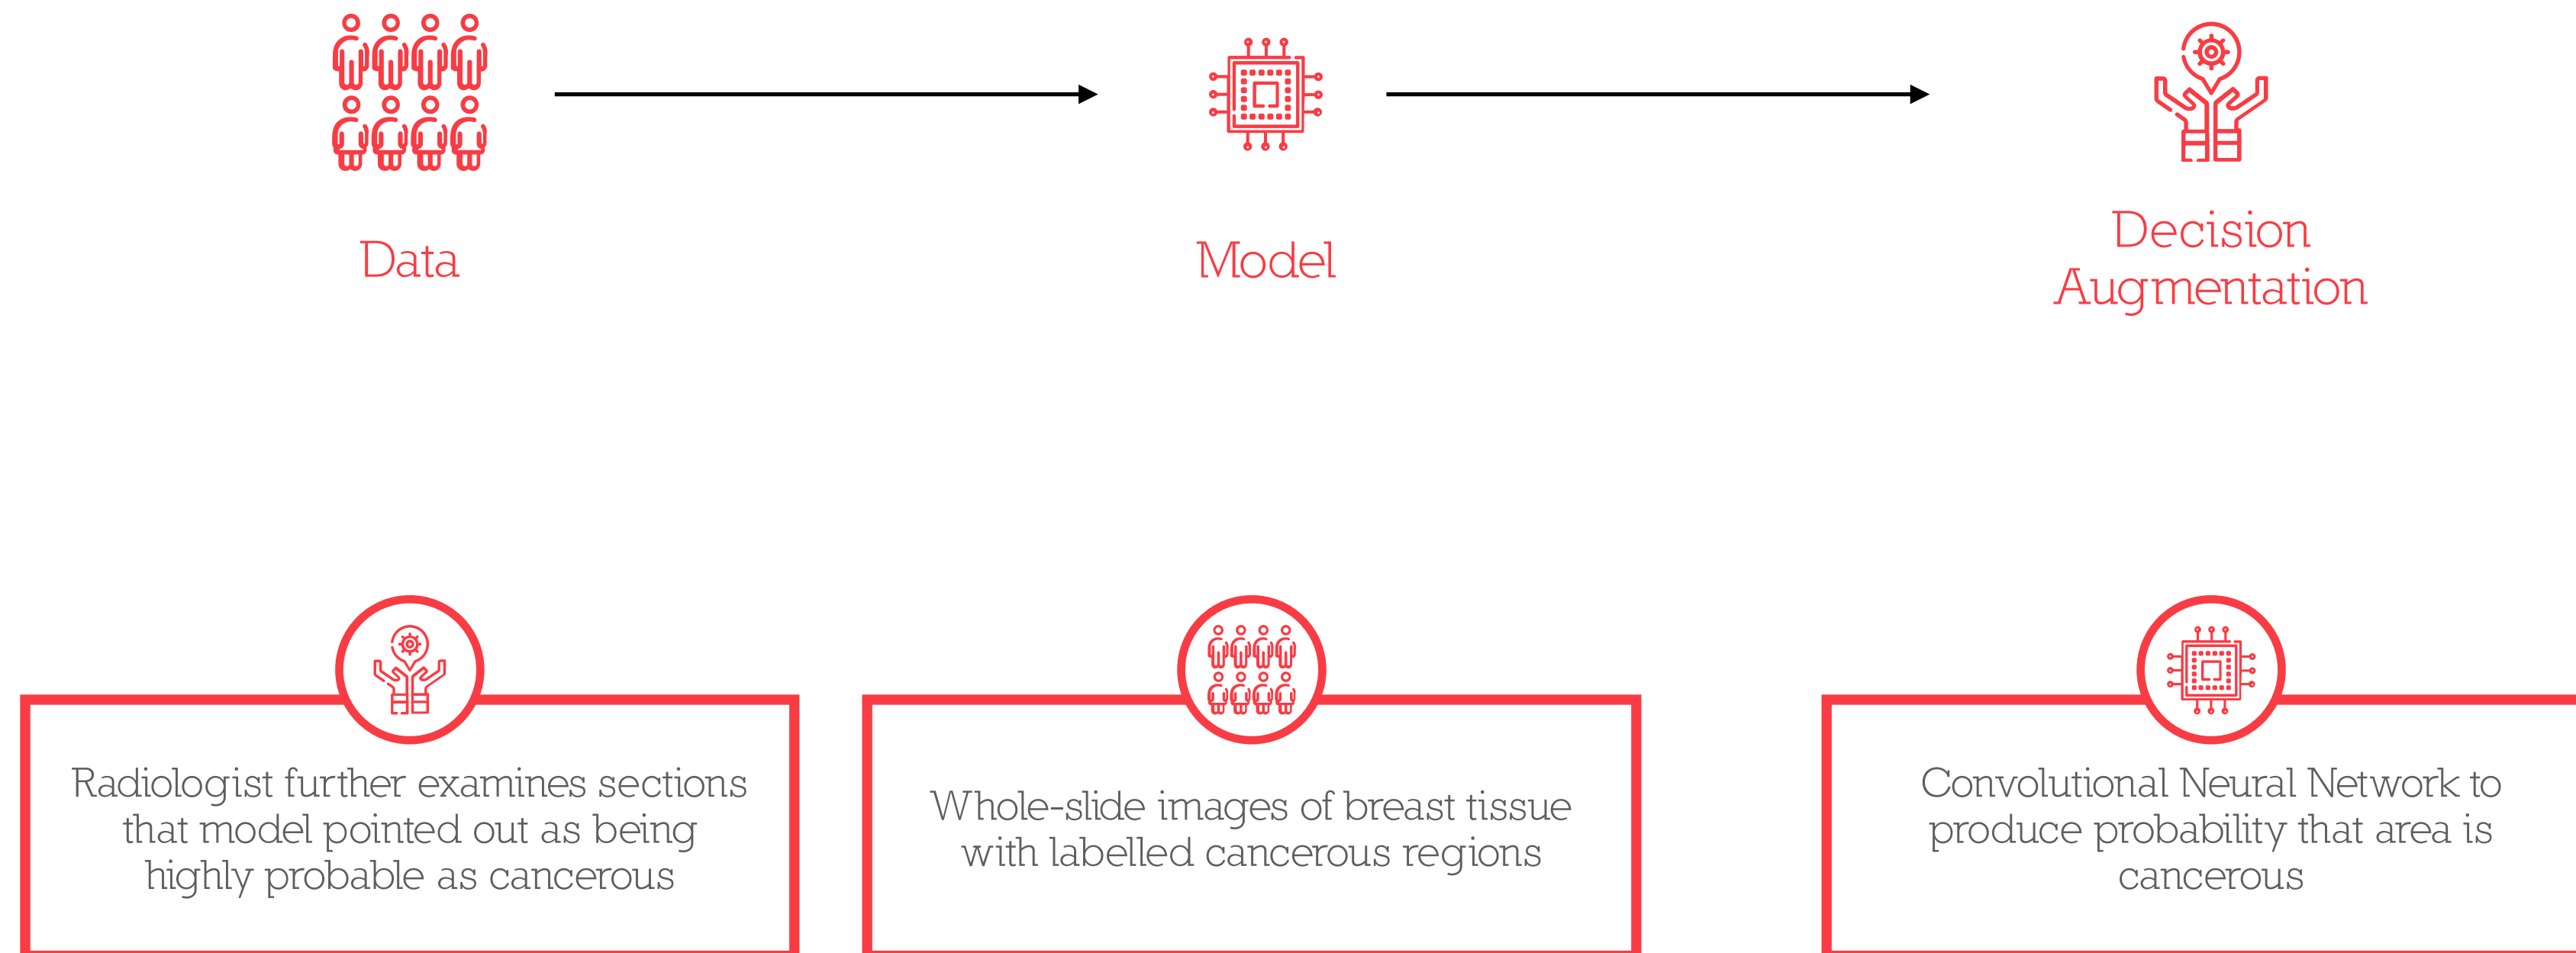 Data
Model
Decision
Augmentation
Radiologist further examines sections
that model pointed out as being
highly probable as cancerous
Whole-slide images of breast tissue
with labelled cancerous regions
Convolutional Neural Network to
produce probability that area is
cancerous